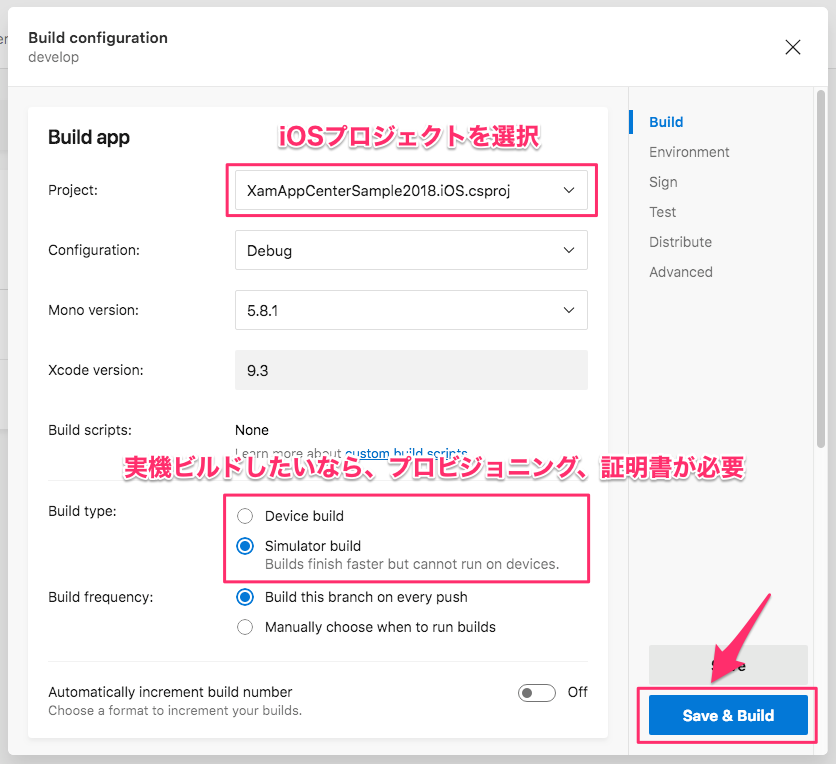 Build configuration
develop
Build app
iOSプロジェクトを選択
Project:
XamAppCenterSample2018.iOS.csproj
Configuration:
Debug
Mono version:
5.8.1
Xcode version:
9.3
Build scripts:
None
Learn more about custom build scripts
実機ビルドしたいなら、プロビジョニング、証明書が必要
Build type:
Device build
Simulator build
Builds finish faster but cannot run on devices.
Build frequency:
Build this branch on every push
Manually choose when to run builds
Automatically increment build number
Off
Choose a format to increment your builds.
Build
Environment
Sign
Test
Distribute
Advanced
Save & Build